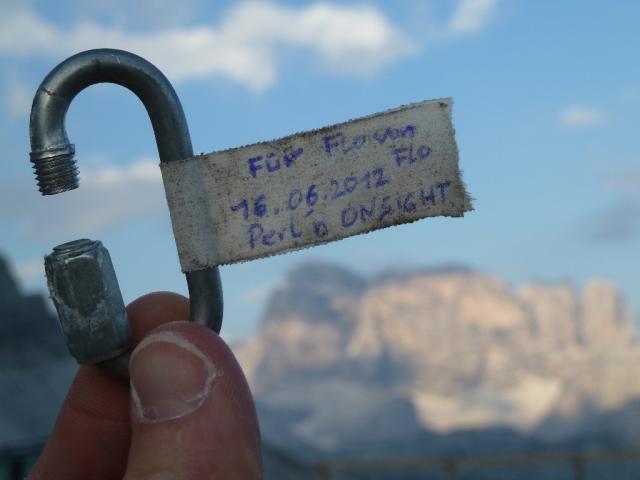 FÜR Flo von
16.06.2012 Flo
Perl'n ONSIGHT